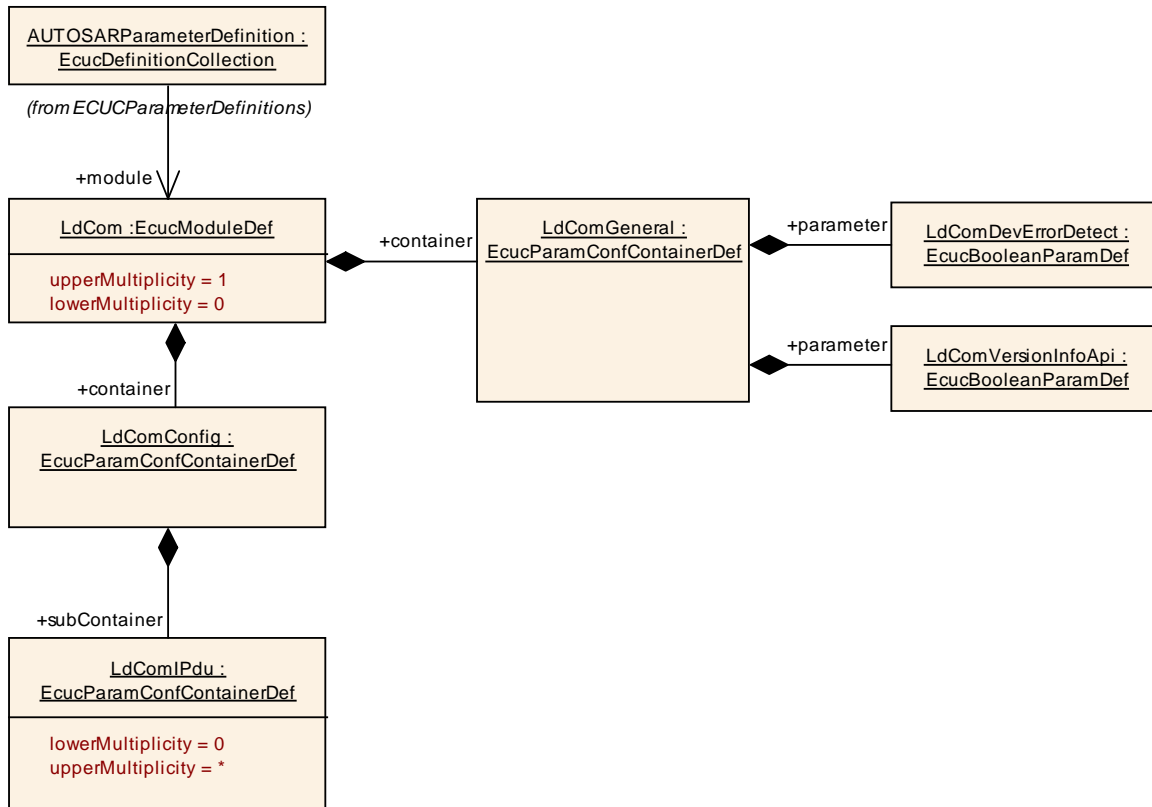 AUTOSARParameterDefinition :
EcucDefinitionCollection
(from ECUCParameterDefinitions)
+module
LdCom :EcucModuleDef
upperMultiplicity = 1
lowerMultiplicity = 0
+container
LdComGeneral :
EcucParamConfContainerDef
+parameter
LdComDevErrorDetect :
EcucBooleanParamDef
+parameter
LdComVersionInfoApi :
EcucBooleanParamDef
+container
LdComConfig :
EcucParamConfContainerDef
+subContainer
LdComIPdu :
EcucParamConfContainerDef
lowerMultiplicity = 0
upperMultiplicity = *